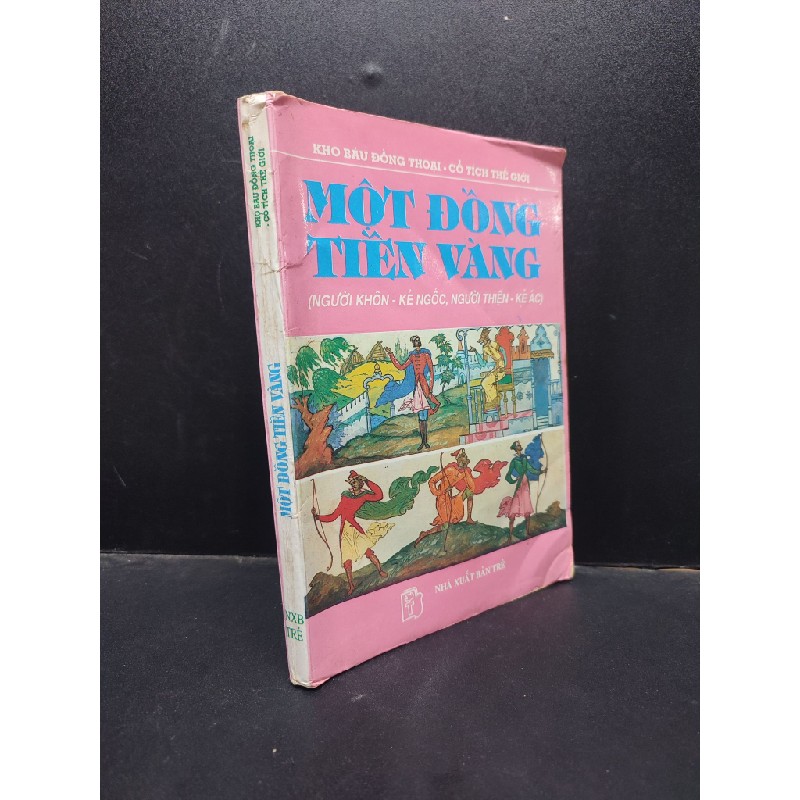 KHO BÁU ĐỒNG THOẠI - CỔ TÍCH THẾ GIỚI
MỘT ĐỒNG
TIỀN VÀNG
(NGƯỜI KHÔN - KẺ NGỐC, NGƯỜI THIỆN - KẺ ÁC)
NHÀ XUẤT BẢN TRẺ
KHO BÁU ĐỒNG THOẠI
- CỔ TÍCH THẾ GIỚI
MỘT ĐỒNG TIỀN VÀNG
NXB
TRẺ